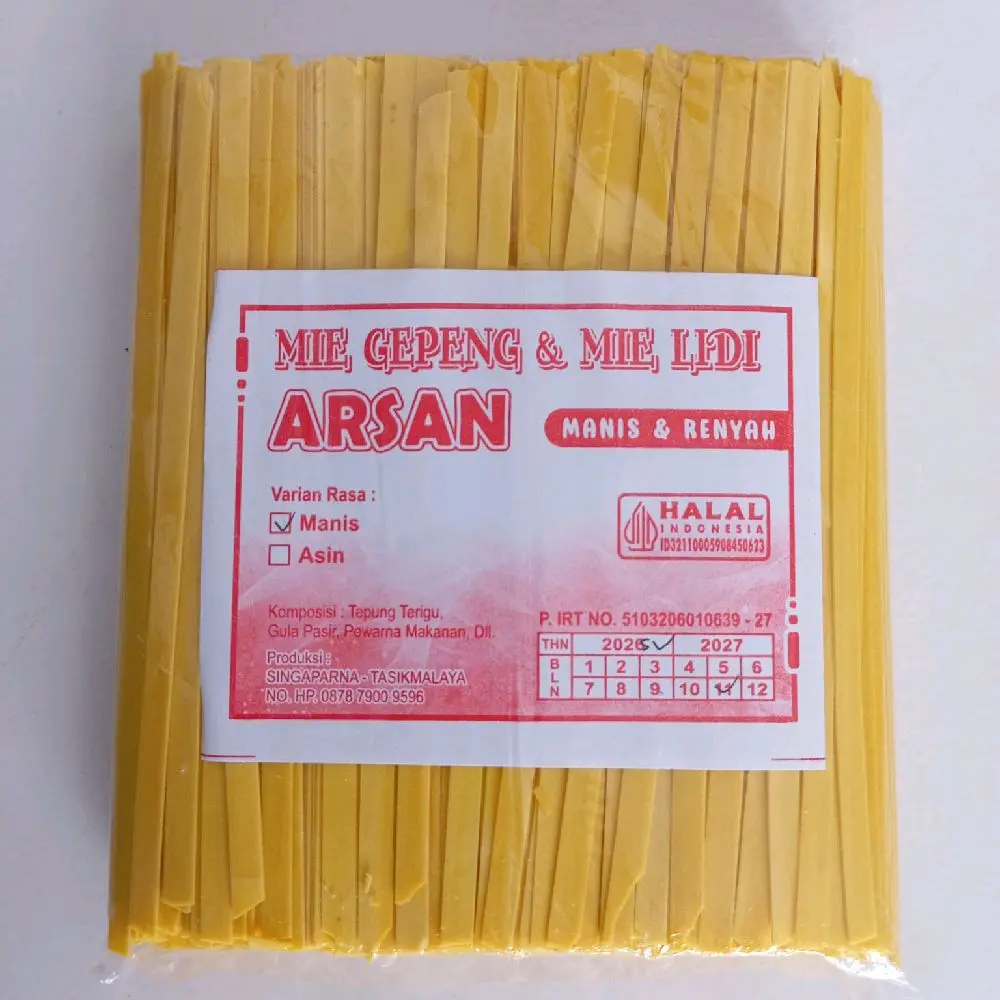 MIE GEPENG & MIE LIDI
ARSAN
MANIS & RENYAH
Varian Rasa :
Manis
Asin
HALAL
INDONESIA
ID32110005908450623
Komposisi : Tepung Terigu,
Gula Pasir, Pewarna Makanan, Dll.
Produksi :
SINGAPARNA - TASIKMALAYA
NO. HP. 0878 7900 9596
P. IRT NO. 5103206010639 - 27
THN 2026 2027
BLN 1 2 3 4 5 6
7 8 9 10 11 12